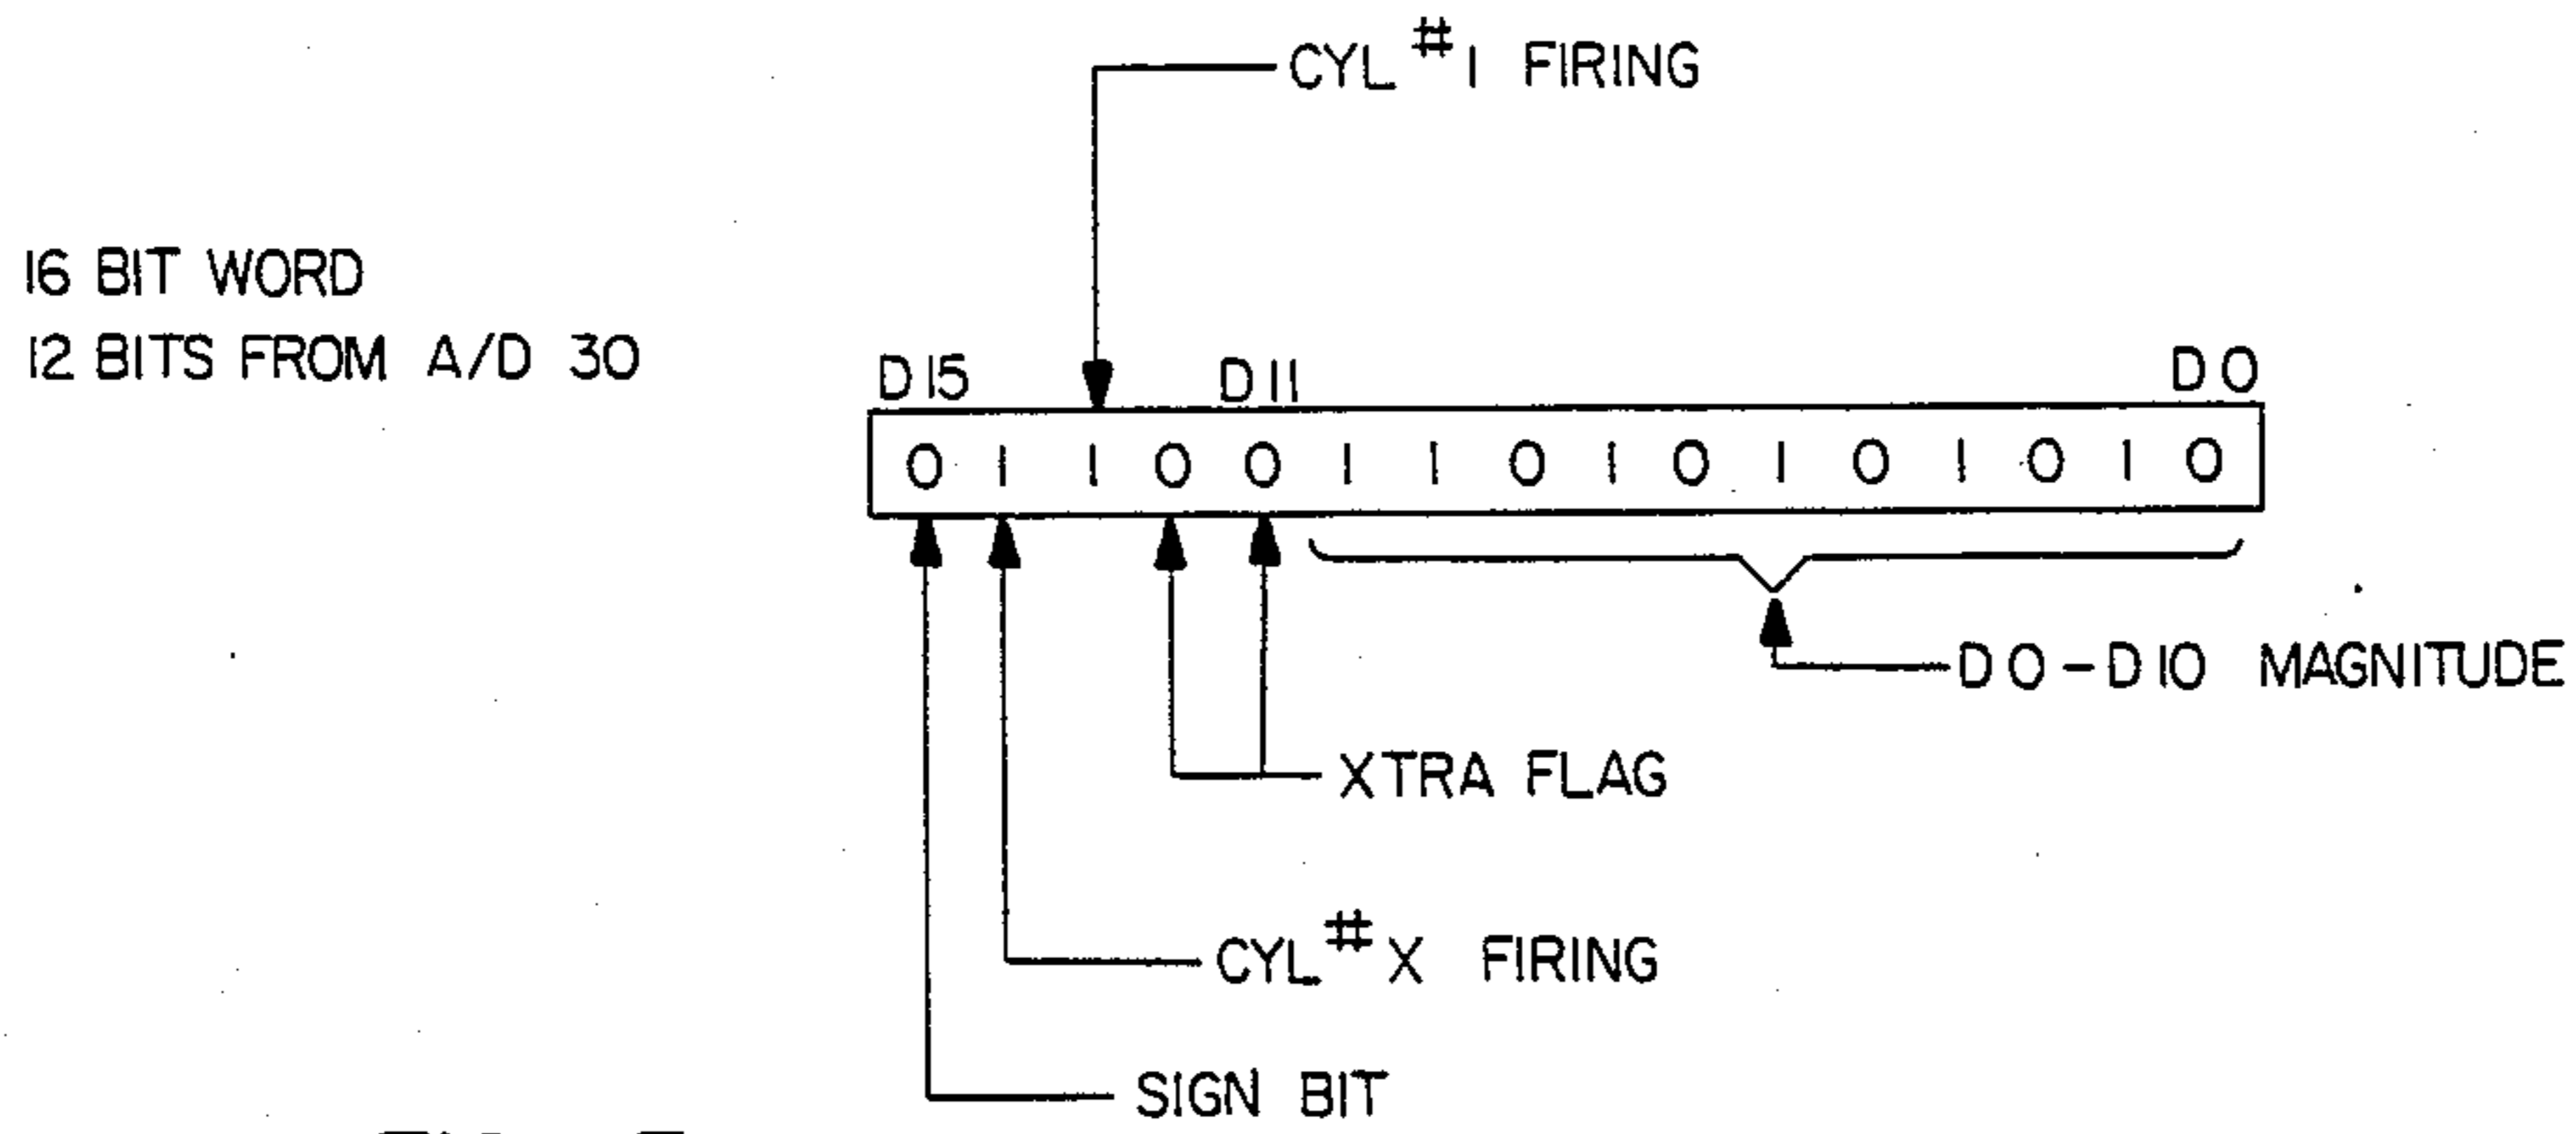 CYL #1 FIRING
16 BIT WORD
12 BITS FROM A/D 30
D15 D11 D0
0 1 1 0 0 1 1 0 1 0 1 0 1 0 1 0
D0-D10 MAGNITUDE
XTRA FLAG
CYL #X FIRING
SIGN BIT